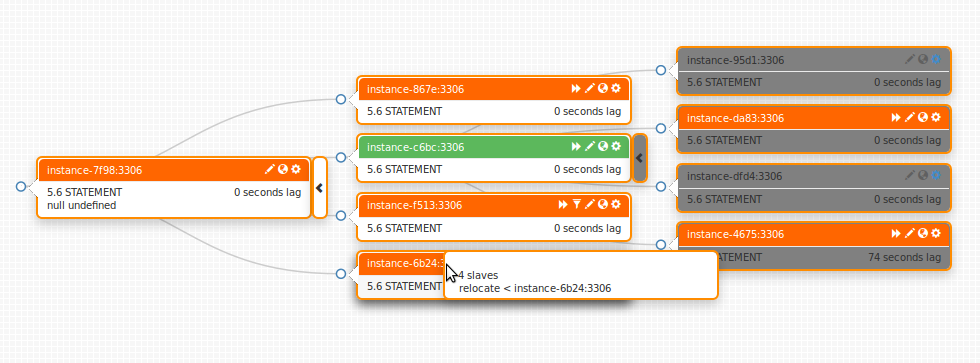 instance-7f98:3306
5.6 STATEMENT 0 seconds lag
null undefined
instance-867e:3306
5.6 STATEMENT 0 seconds lag
instance-c6bc:3306
5.6 STATEMENT 0 seconds lag
instance-f513:3306
5.6 STATEMENT 0 seconds lag
instance-6b24:3
5.6 STATEMENT
4 slaves
relocate < instance-6b24:3306
instance-95d1:3306
5.6 STATEMENT 0 seconds lag
instance-da83:3306
5.6 STATEMENT 0 seconds lag
instance-dfd4:3306
5.6 STATEMENT 0 seconds lag
instance-4675:3306
ATEMENT 74 seconds lag